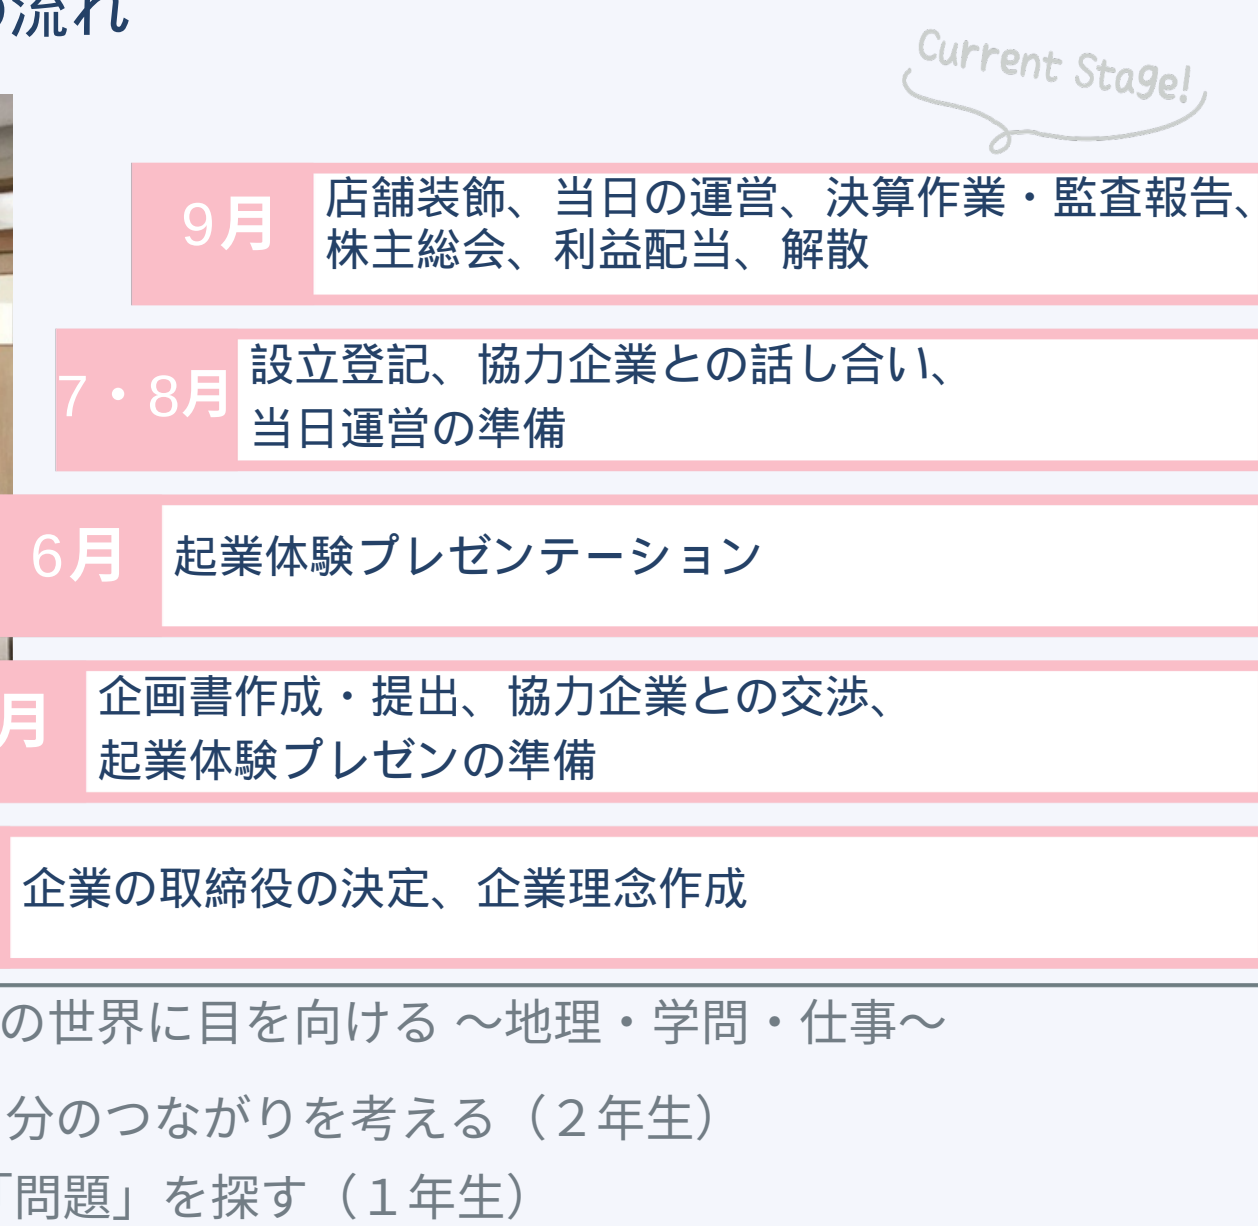 の流れ
Current Stage!
9月
店舗装飾、当日の運営、決算作業・監査報告、
株主総会、利益配当、解散
7・8月
設立登記、協力企業との話し合い、
当日運営の準備
6月
起業体験プレゼンテーション
月
企画書作成・提出、協力企業との交渉、
起業体験プレゼンの準備
企業の取締役の決定、企業理念作成
の世界に目を向ける ～地理・学問・仕事～
分のつながりを考える（２年生）
「問題」を探す（１年生）